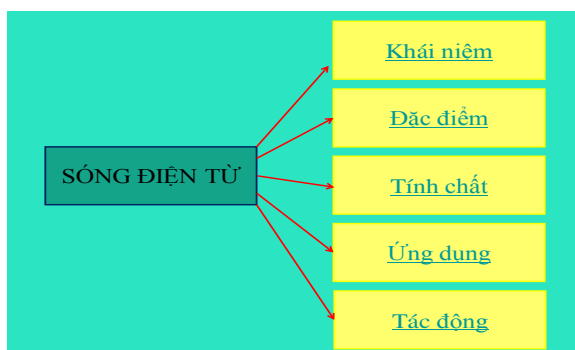 SÓNG ĐIỆN TỪ
Khái niệm
Đặc điểm
Tính chất
Ứng dụng
Tác động